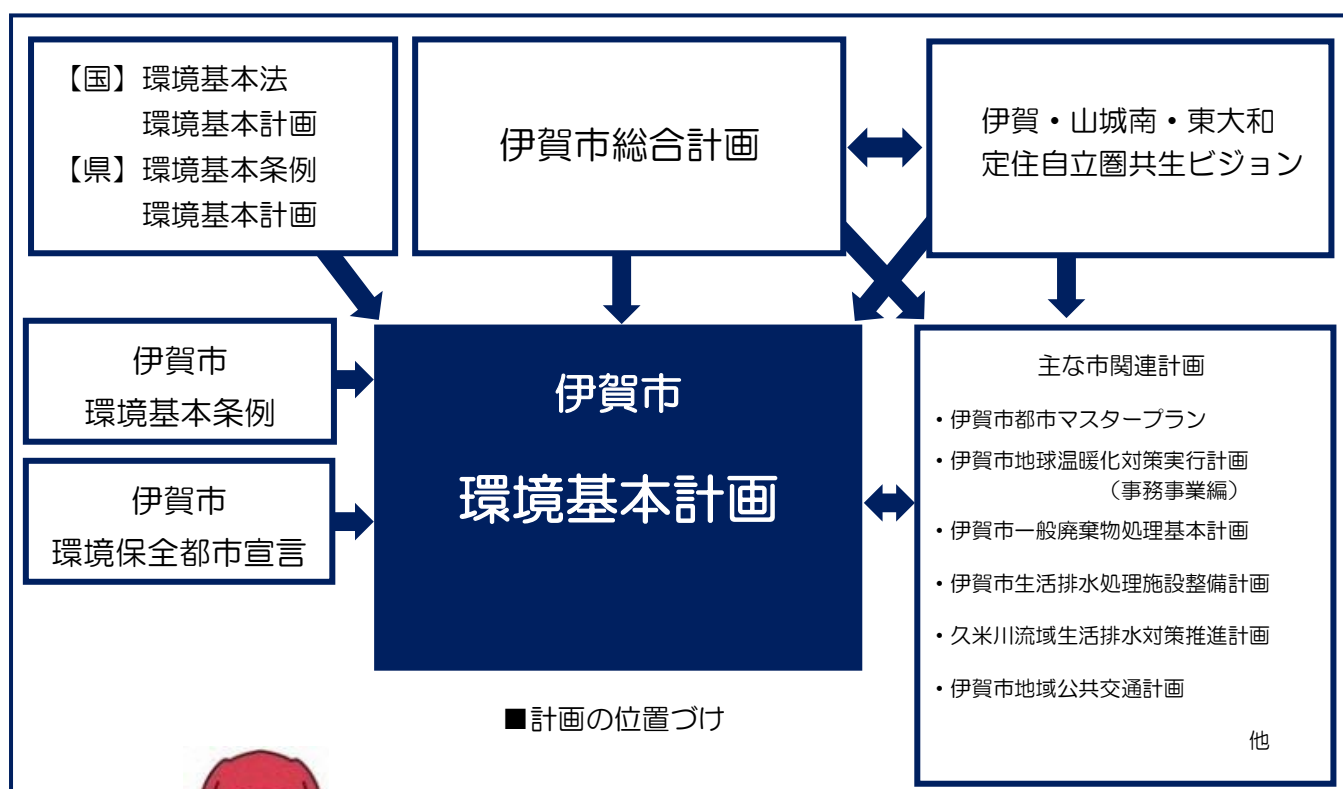 【国】環境基本法
環境基本計画
【県】環境基本条例
環境基本計画
伊賀市総合計画
伊賀・山城南・東大和
定住自立圏共生ビジョン
伊賀市
環境基本条例
伊賀市
環境保全都市宣言
伊賀市
環境基本計画
主な市関連計画
・伊賀市都市マスタープラン
・伊賀市地球温暖化対策実行計画
（事務事業編）
・伊賀市一般廃棄物処理基本計画
・伊賀市生活排水処理施設整備計画
・久米川流域生活排水対策推進計画
・伊賀市地域公共交通計画
他
■計画の位置づけ